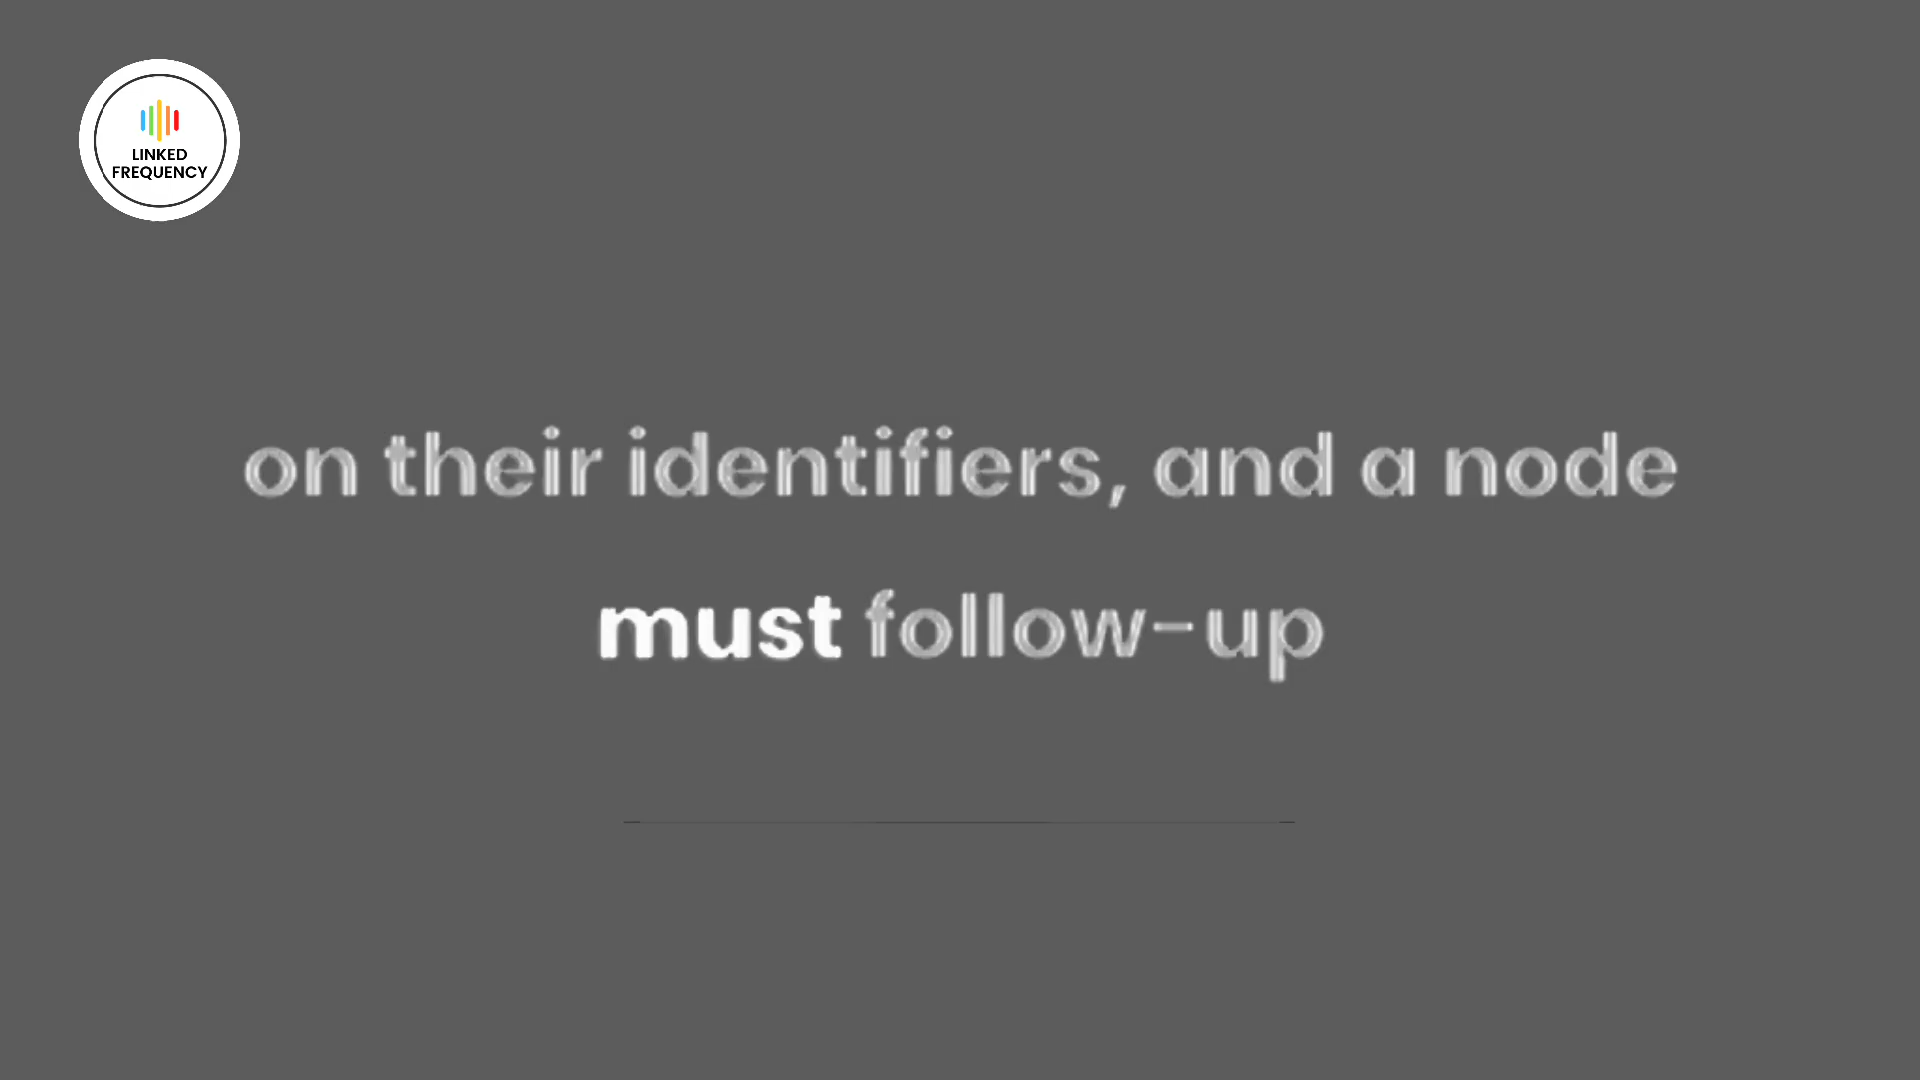 LINKED
FREQUENCY
on their identifiers, and a node
must follow-up